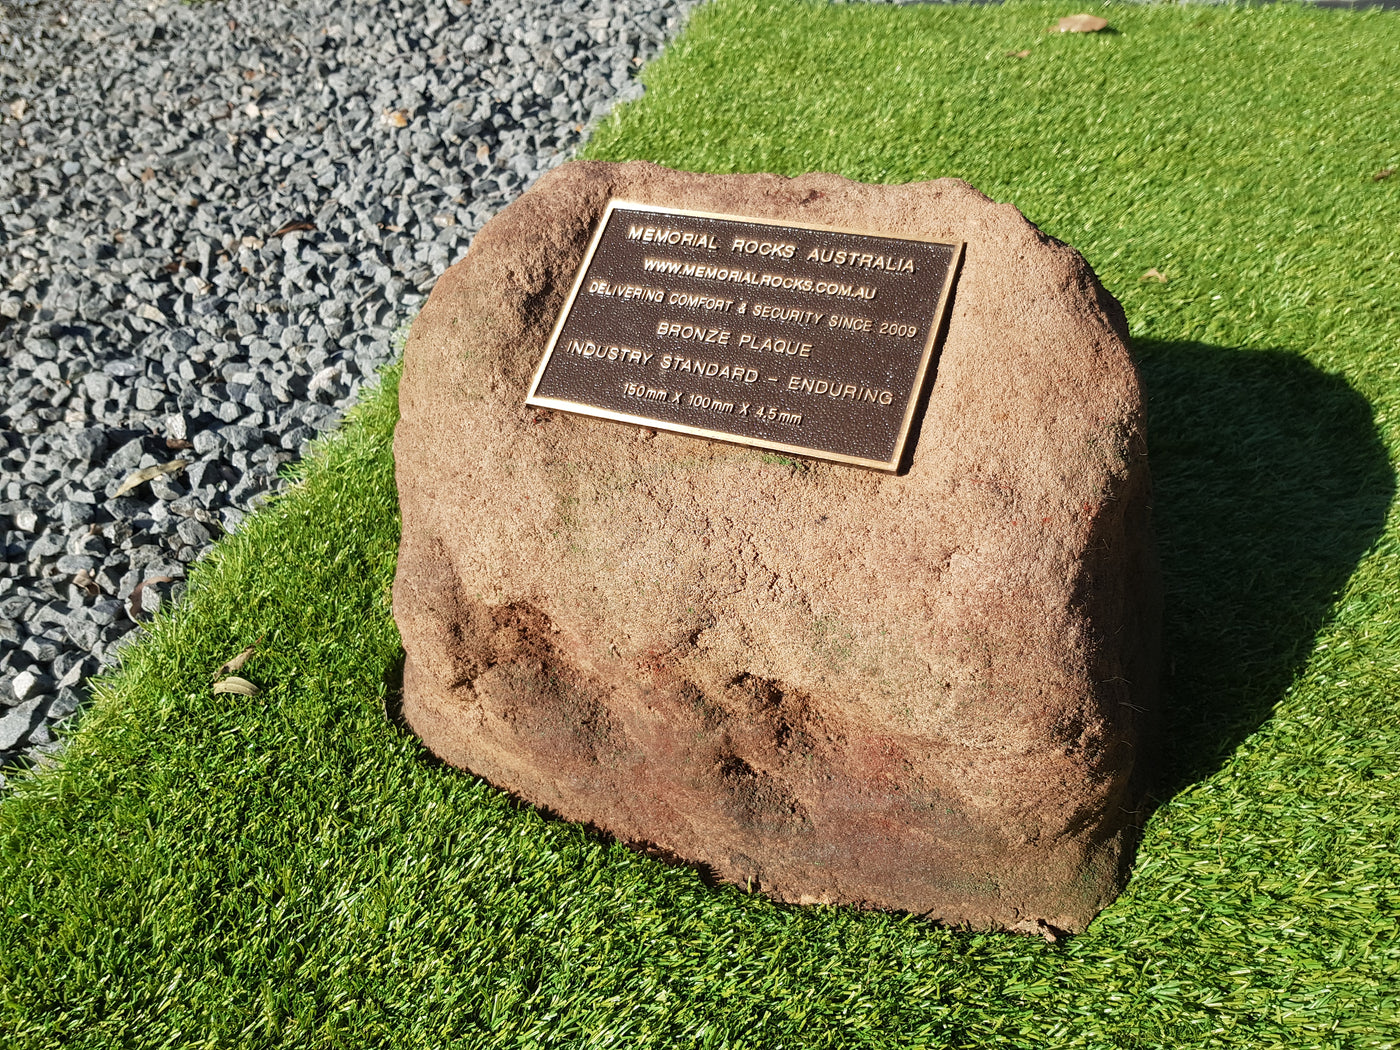 MEMORIAL ROCKS AUSTRALIA
WWW.MEMORIALROCKS.COM.AU
DELIVERING COMFORT & SECURITY SINCE 2009
BRONZE PLAQUE
INDUSTRY STANDARD - ENDURING
150mm X 100mm X 4.5mm